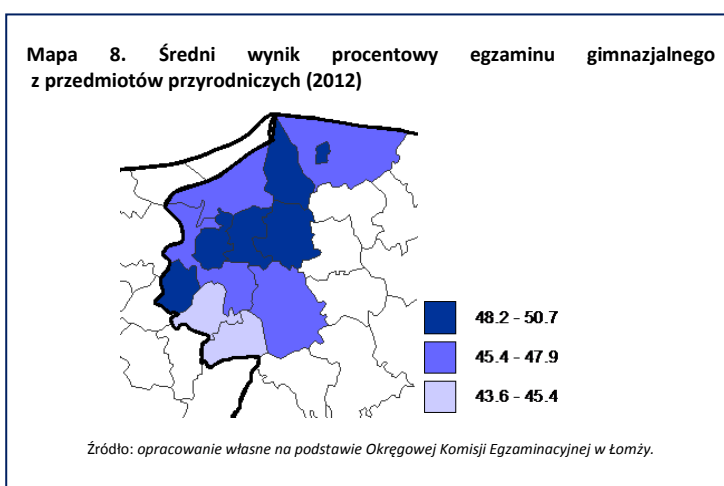 Mapa 8. Średni wynik procentowy egzaminu gimnazjalnego
z przedmiotów przyrodniczych (2012)
48.2 - 50.7
45.4 - 47.9
43.6 - 45.4
Źródło: opracowanie własne na podstawie Okręgowej Komisji Egzaminacyjnej w Łomży.